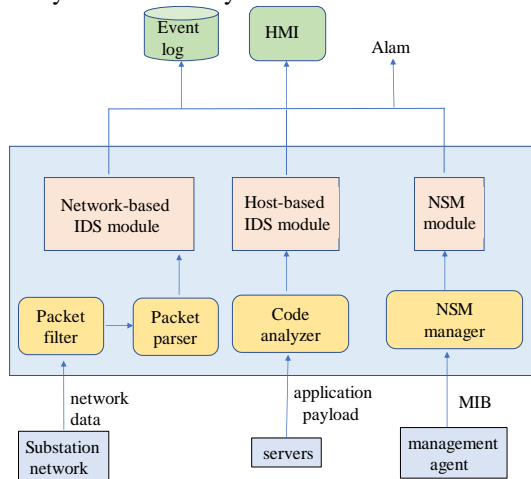 Event
log
HMI
Alam
Network-based
IDS module
Host-based
IDS module
NSM
module
Packet
filter
Packet
parser
Code
analyzer
NSM
manager
network
data
application
payload
MIB
Substation
network
servers
management
agent